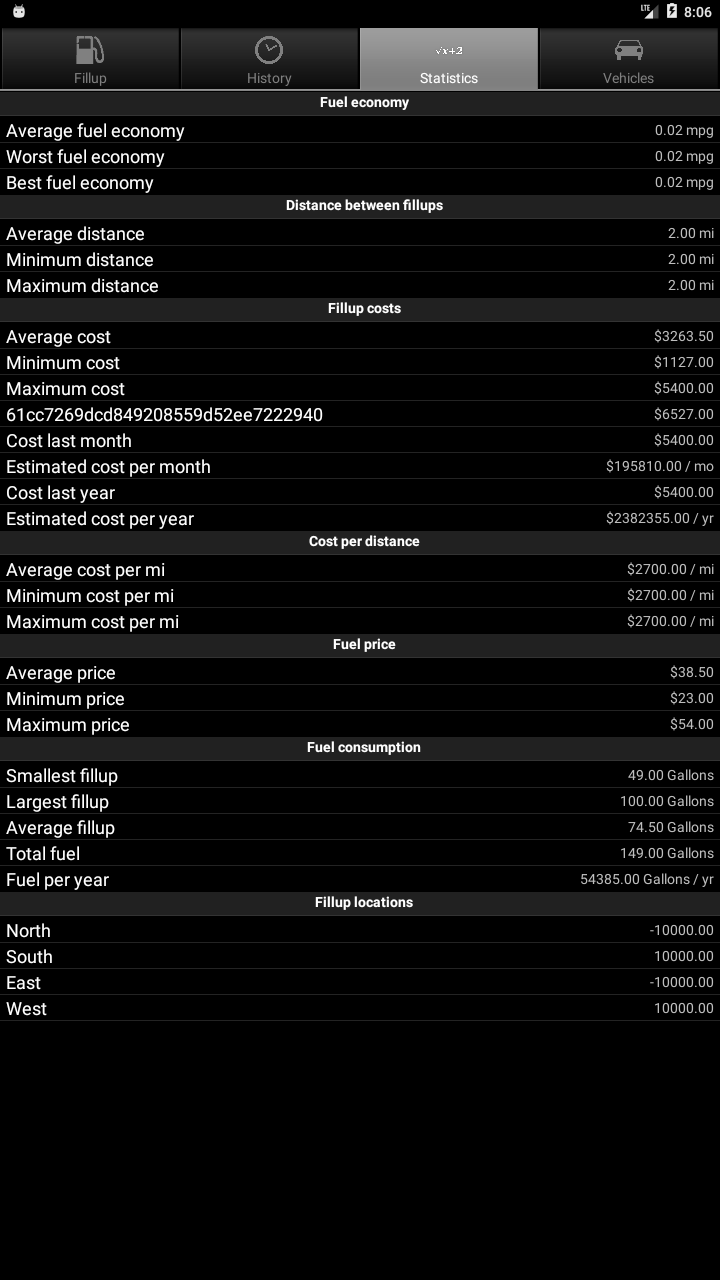 LTE 8:06
Fillup History √x+2 Statistics Vehicles
Fuel economy
Average fuel economy 0.02 mpg
Worst fuel economy 0.02 mpg
Best fuel economy 0.02 mpg
Distance between fillups
Average distance 2.00 mi
Minimum distance 2.00 mi
Maximum distance 2.00 mi
Fillup costs
Average cost $3263.50
Minimum cost $1127.00
Maximum cost $5400.00
61cc7269dcd849208559d52ee7222940 $6527.00
Cost last month $5400.00
Estimated cost per month $195810.00 / mo
Cost last year $5400.00
Estimated cost per year $2382355.00 / yr
Cost per distance
Average cost per mi $2700.00 / mi
Minimum cost per mi $2700.00 / mi
Maximum cost per mi $2700.00 / mi
Fuel price
Average price $38.50
Minimum price $23.00
Maximum price $54.00
Fuel consumption
Smallest fillup 49.00 Gallons
Largest fillup 100.00 Gallons
Average fillup 74.50 Gallons
Total fuel 149.00 Gallons
Fuel per year 54385.00 Gallons / yr
Fillup locations
North -10000.00
South 10000.00
East -10000.00
West 10000.00